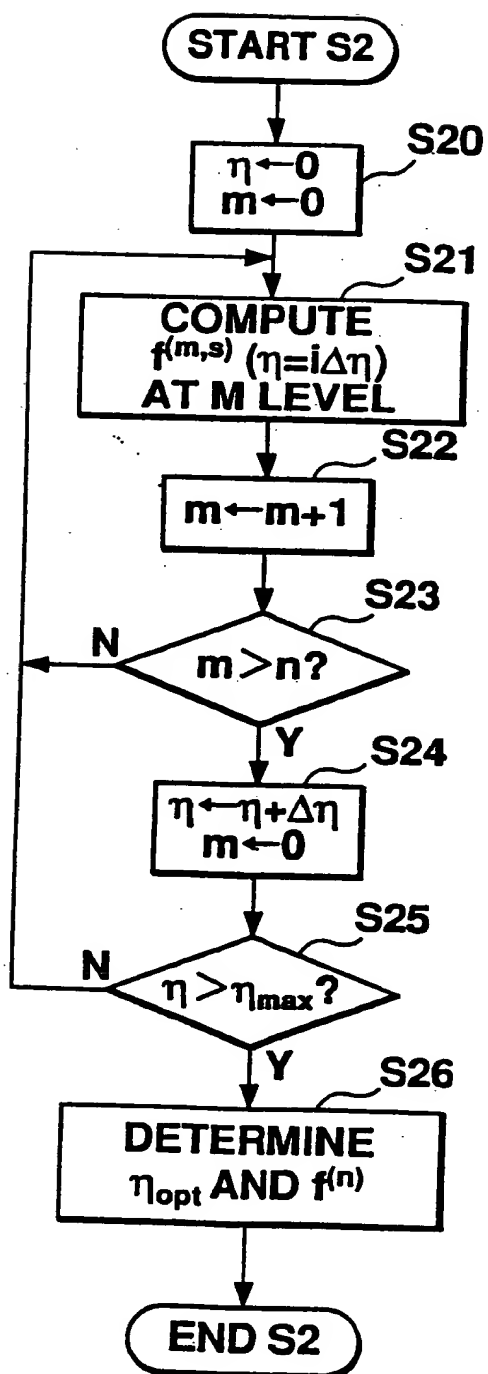 START S2
S20
η←0
m←0
S21
COMPUTE
f(m,s) (η=iΔη)
AT M LEVEL
S22
m←m+1
S23
N
m>n?
Y
S24
η←η+Δη
m←0
S25
N
η>ηmax?
Y
S26
DETERMINE
ηopt AND f(n)
END S2